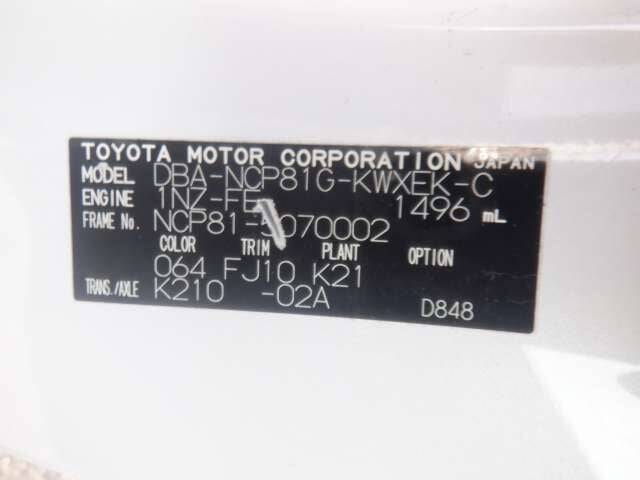 TOYOTA MOTOR CORPORATION JAPAN
MODEL DBA-NCP81G-KWXEK-C
ENGINE 1NZ-FE 1496 mL
FRAME No. NCP81-5070002
COLOR TRIM PLANT OPTION
064 FJ10 K21
TRANS./AXLE K210 -02A
D848